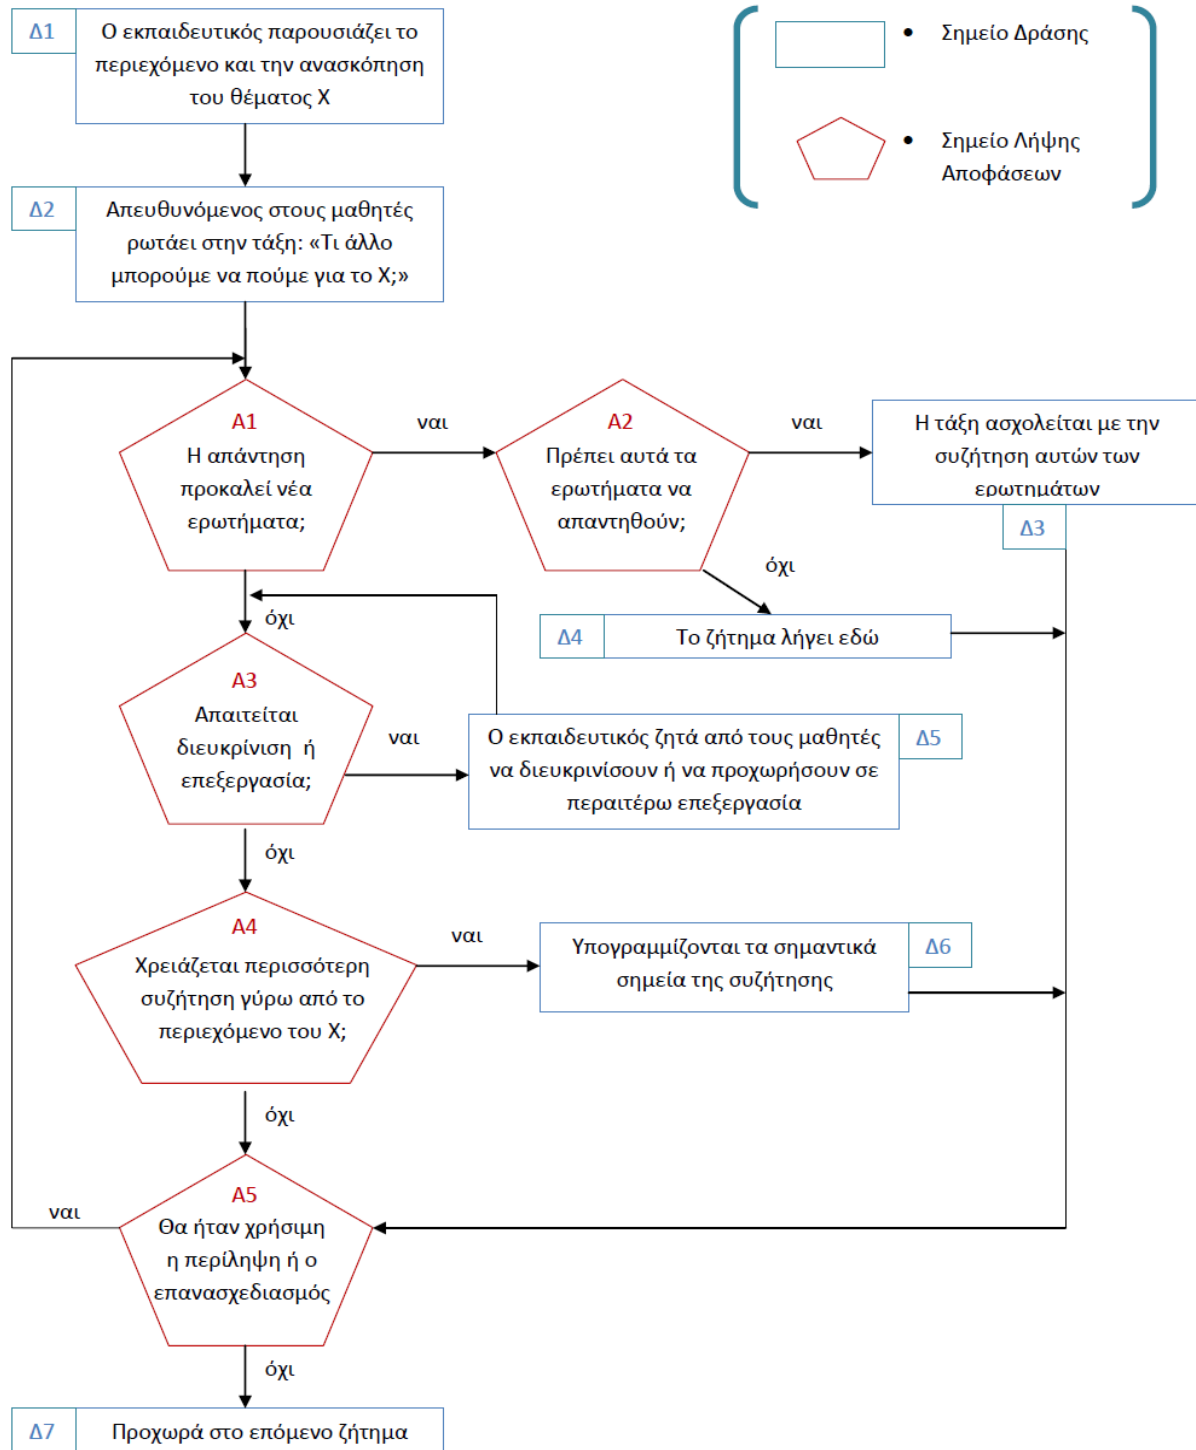 Δ1
Ο εκπαιδευτικός παρουσιάζει το
περιεχόμενο και την ανασκόπηση
του θέματος Χ
• Σημείο Δράσης
• Σημείο Λήψης
Αποφάσεων
Δ2
Απευθυνόμενος στους μαθητές
ρωτάει στην τάξη: «Τι άλλο
μπορούμε να πούμε για το Χ;»
Α1
Η απάντηση
προκαλεί νέα
ερωτήματα;
ναι
Α2
Πρέπει αυτά τα
ερωτήματα να
απαντηθούν;
ναι
Η τάξη ασχολείται με την
συζήτηση αυτών των
ερωτημάτων
Δ3
όχι
όχι
Δ4
Το ζήτημα λήγει εδώ
Α3
Απαιτείται
διευκρίνιση ή
επεξεργασία;
ναι
Ο εκπαιδευτικός ζητά από τους μαθητές
να διευκρινίσουν ή να προχωρήσουν σε
περαιτέρω επεξεργασία
Δ5
όχι
Α4
Χρειάζεται περισσότερη
συζήτηση γύρω από το
περιεχόμενο του Χ;
ναι
Υπογραμμίζονται τα σημαντικά
σημεία της συζήτησης
Δ6
όχι
Α5
Θα ήταν χρήσιμη
η περίληψη ή ο
επανασχεδιασμός
ναι
όχι
Δ7
Προχωρά στο επόμενο ζήτημα